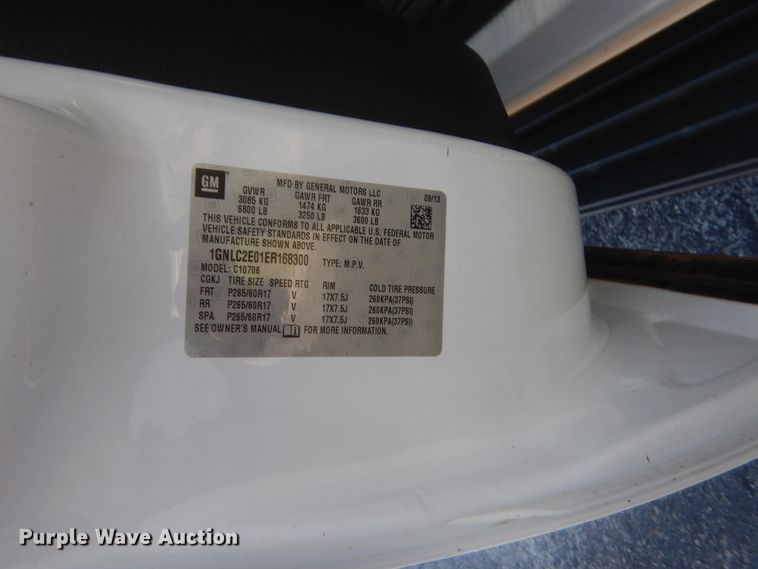 GM
MFD BY GENERAL MOTORS LLC
09/13
GVWR GAWR FRT GAWR RR
3085 KG 1474 KG 1633 KG
6800 LB 3250 LB 3600 LB
THIS VEHICLE CONFORMS TO ALL APPLICABLE U.S. FEDERAL MOTOR
VEHICLE SAFETY STANDARDS IN EFFECT ON THE DATE OF
MANUFACTURE SHOWN ABOVE.
1GNLC2E01ER168300 TYPE: M.P.V.
MODEL: C10706
CGKJ TIRE SIZE SPEED RTG RIM COLD TIRE PRESSURE
FRT P265/60R17 V 17X7.5J 260KPA(37PSI)
RR P265/60R17 V 17X7.5J 260KPA(37PSI)
SPA P265/60R17 V 17X7.5J 260KPA(37PSI)
SEE OWNER'S MANUAL FOR MORE INFORMATION.
Purple Wave Auction